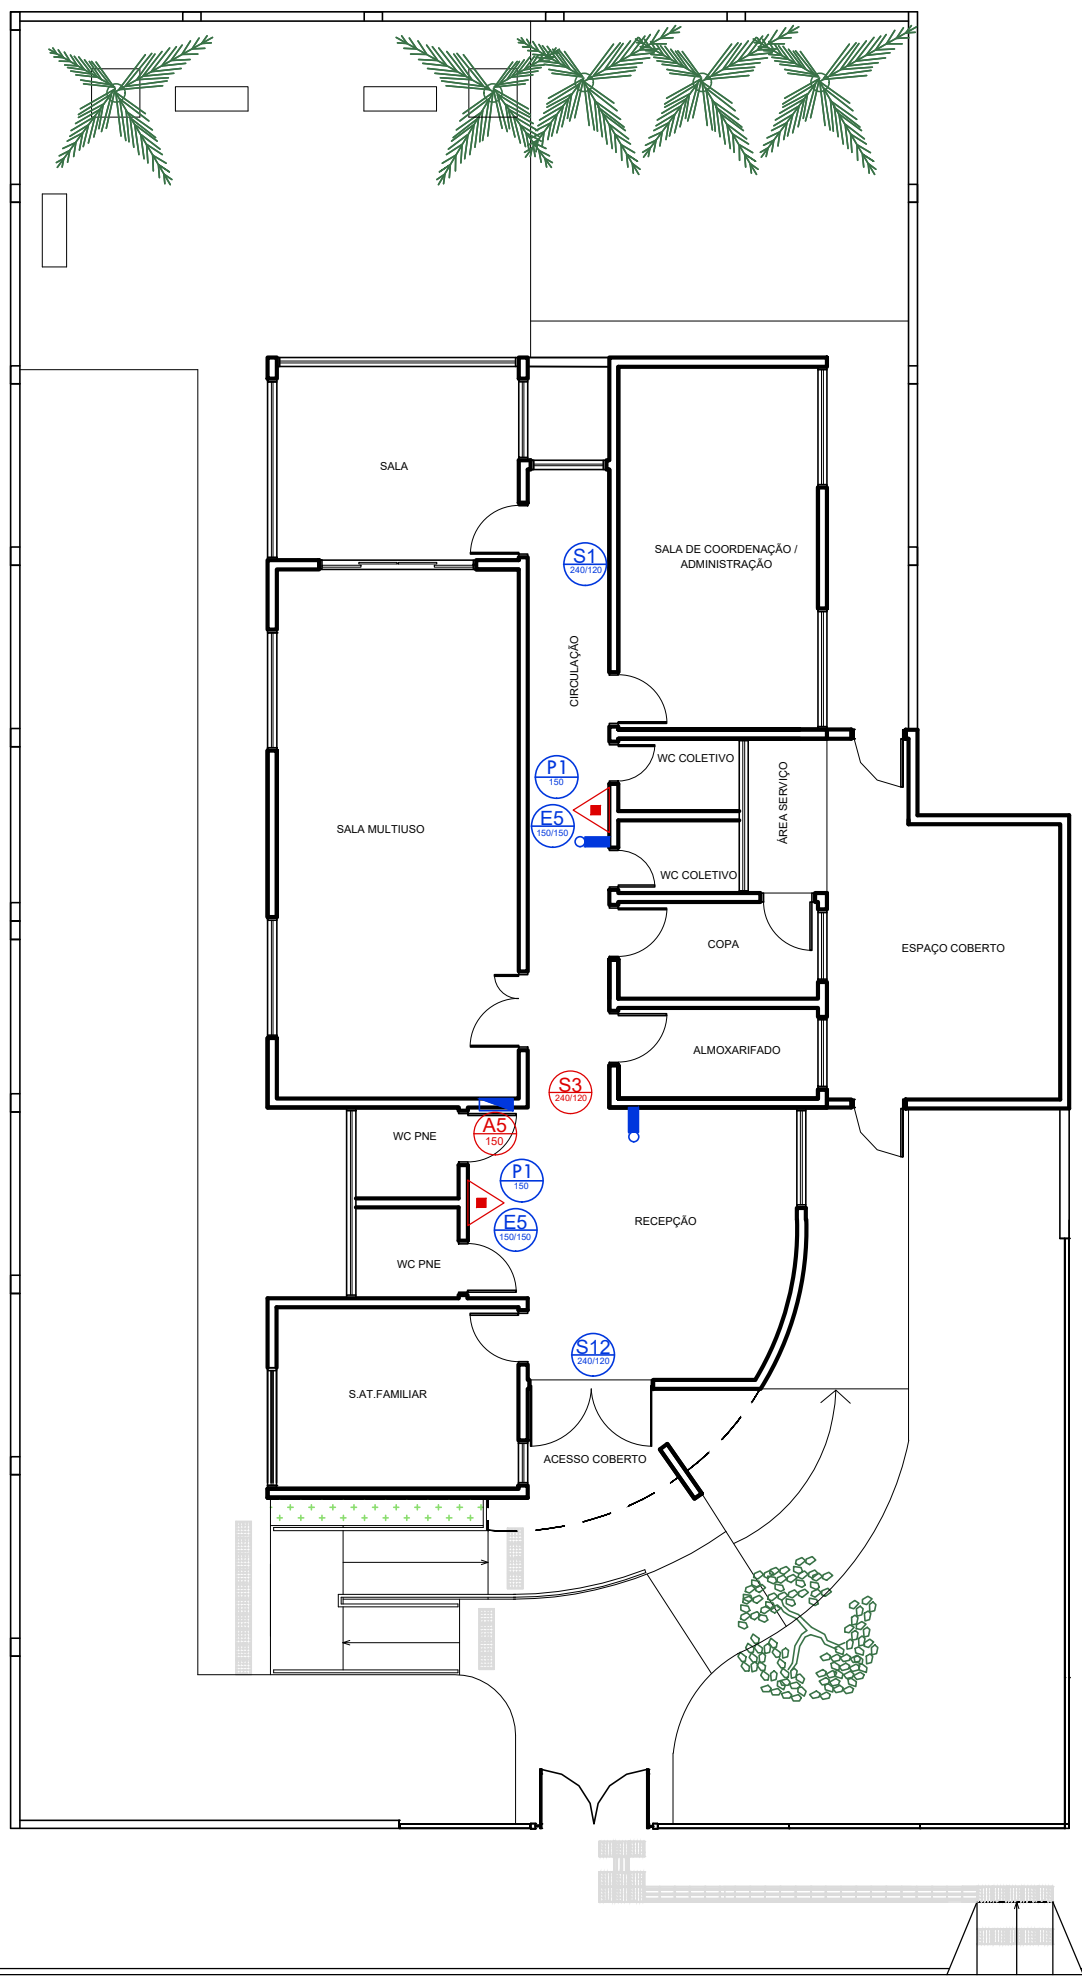 SALA
S1
240/120
SALA DE COORDENAÇÃO /
ADMINISTRAÇÃO
CIRCULAÇÃO
WC COLETIVO
P1
150
E5
150/150
ÁREA SERVIÇO
SALA MULTIUSO
WC COLETIVO
COPA
ESPAÇO COBERTO
ALMOXARIFADO
S3
240/120
A5
150
WC PNE
P1
150
E5
150/150
RECEPÇÃO
WC PNE
S12
240/120
S.AT.FAMILIAR
ACESSO COBERTO